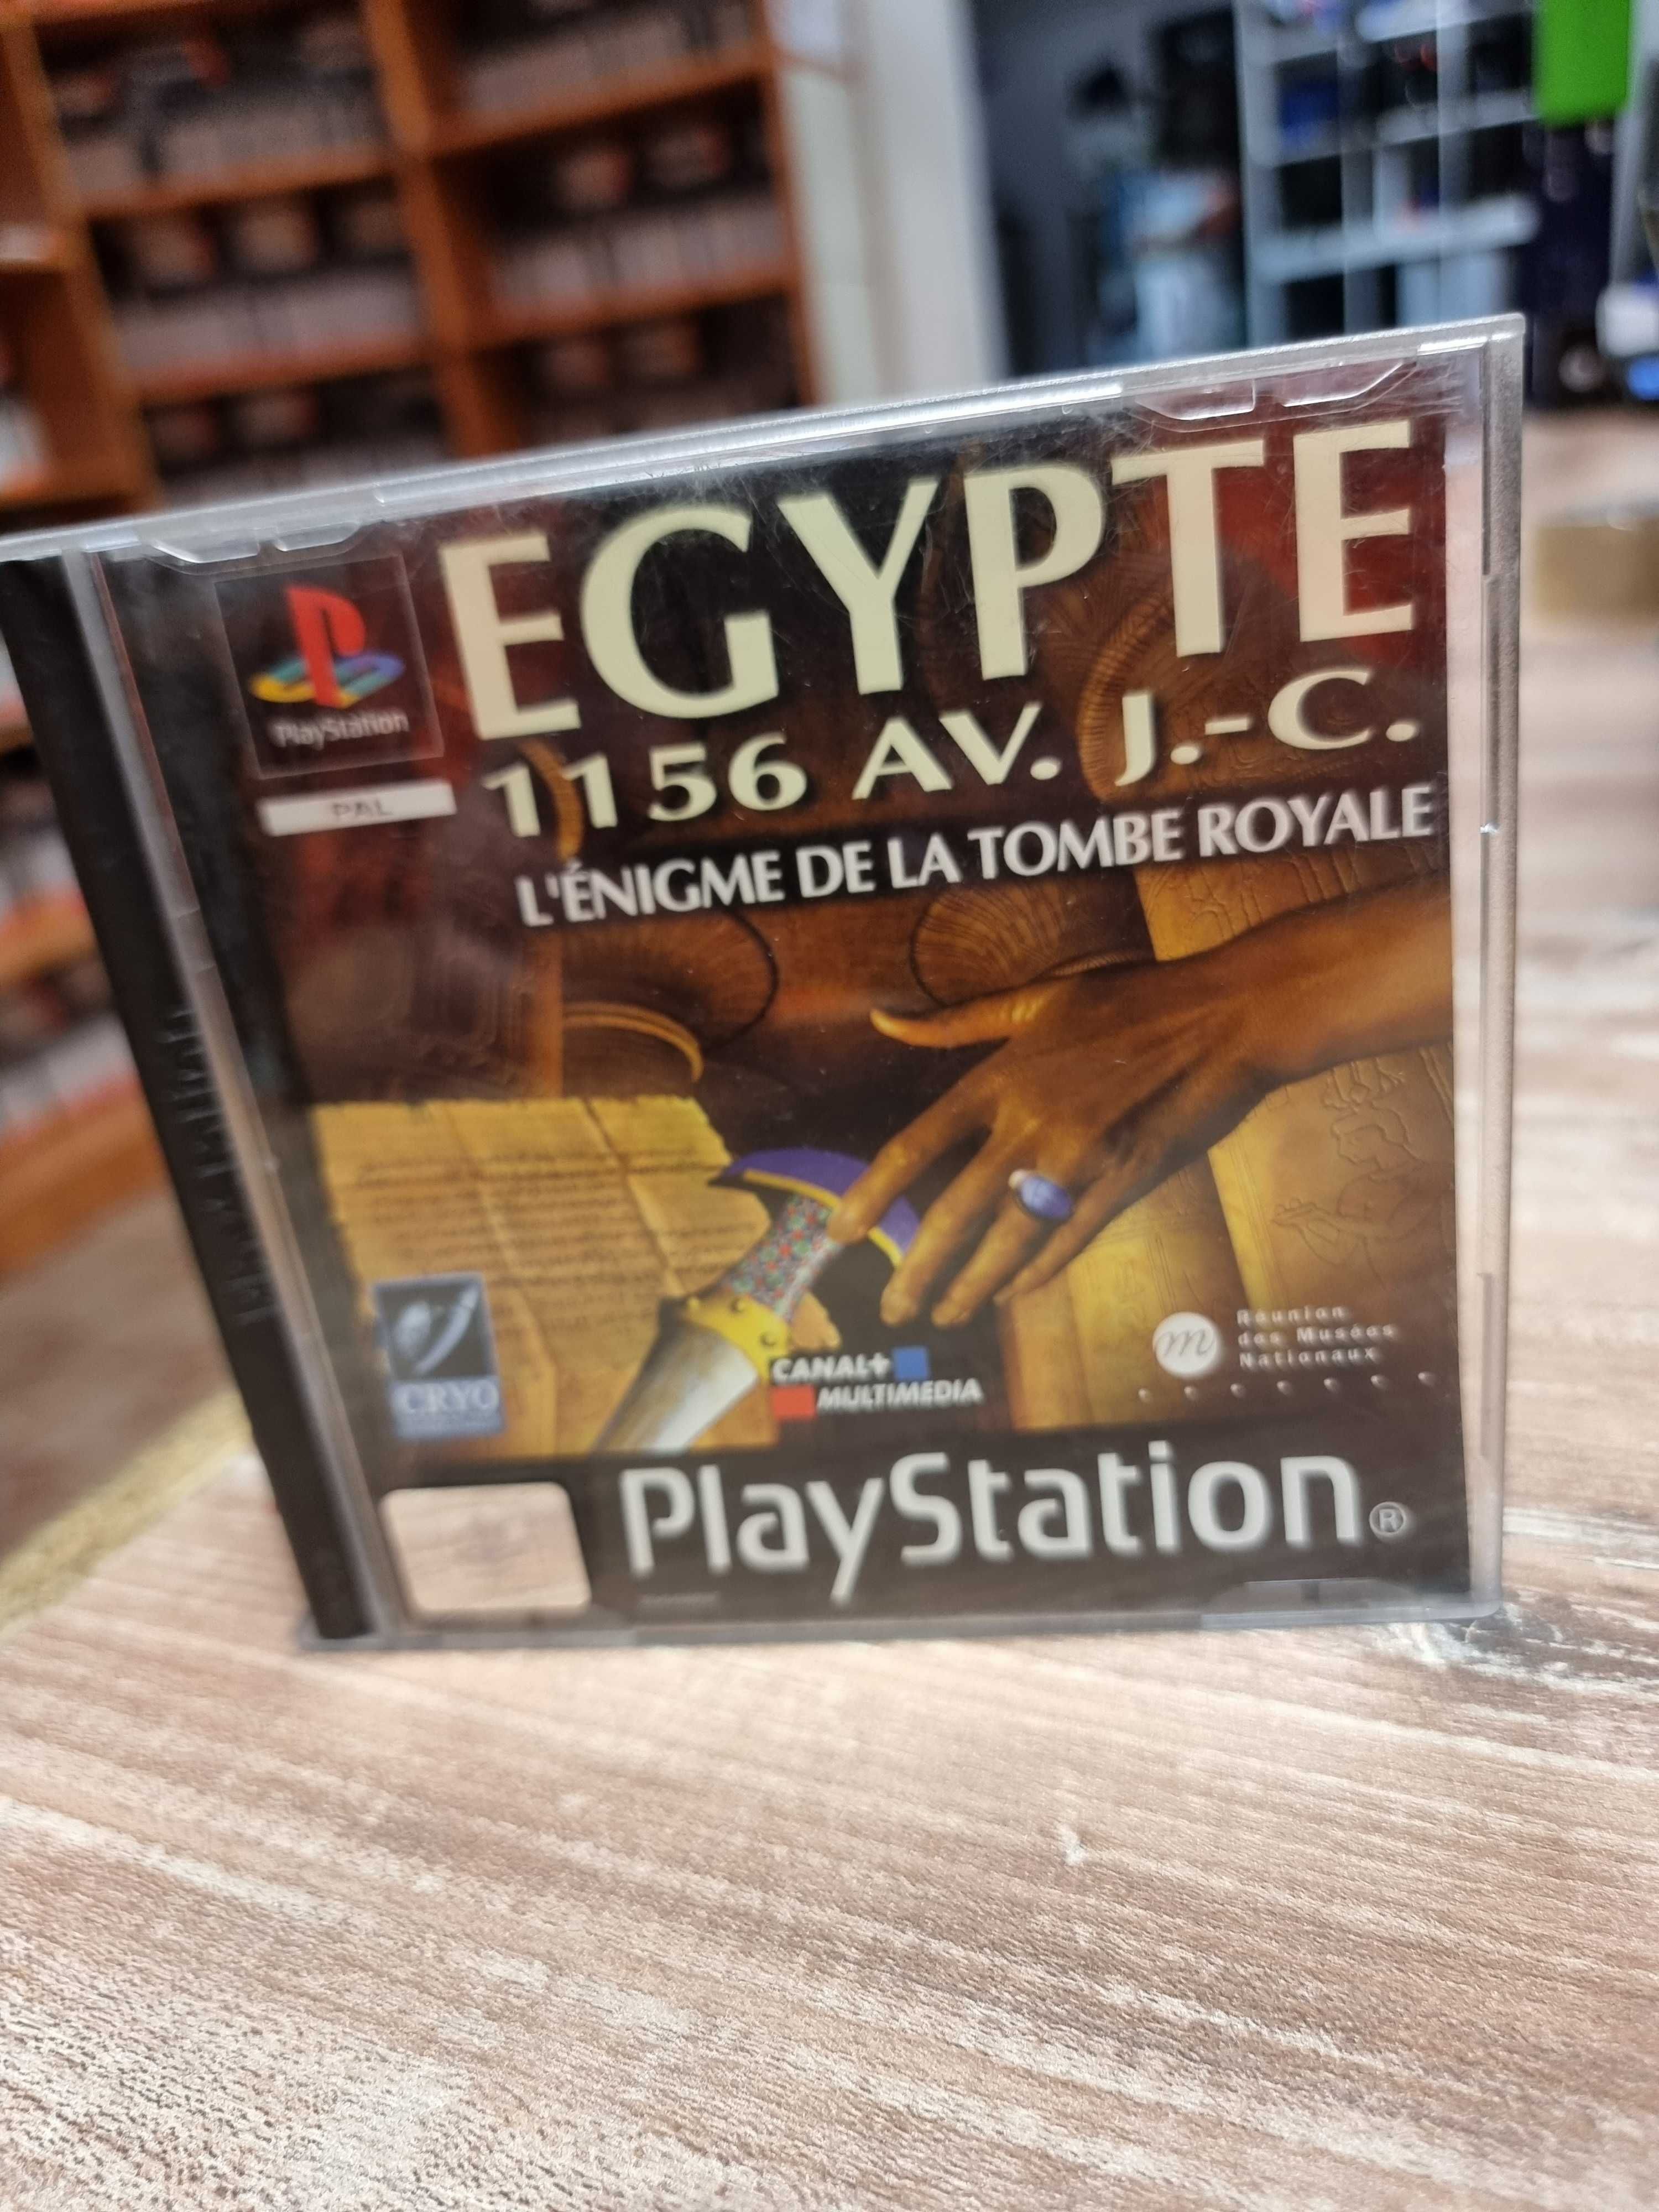 EGYPTE
1156 AV. J.-C.
L'ÉNIGME DE LA TOMBE ROYALE
PlayStation
PAL
CRYO
CANAL+
MULTIMEDIA
Réunion
des Musées
Nationaux
PlayStation®